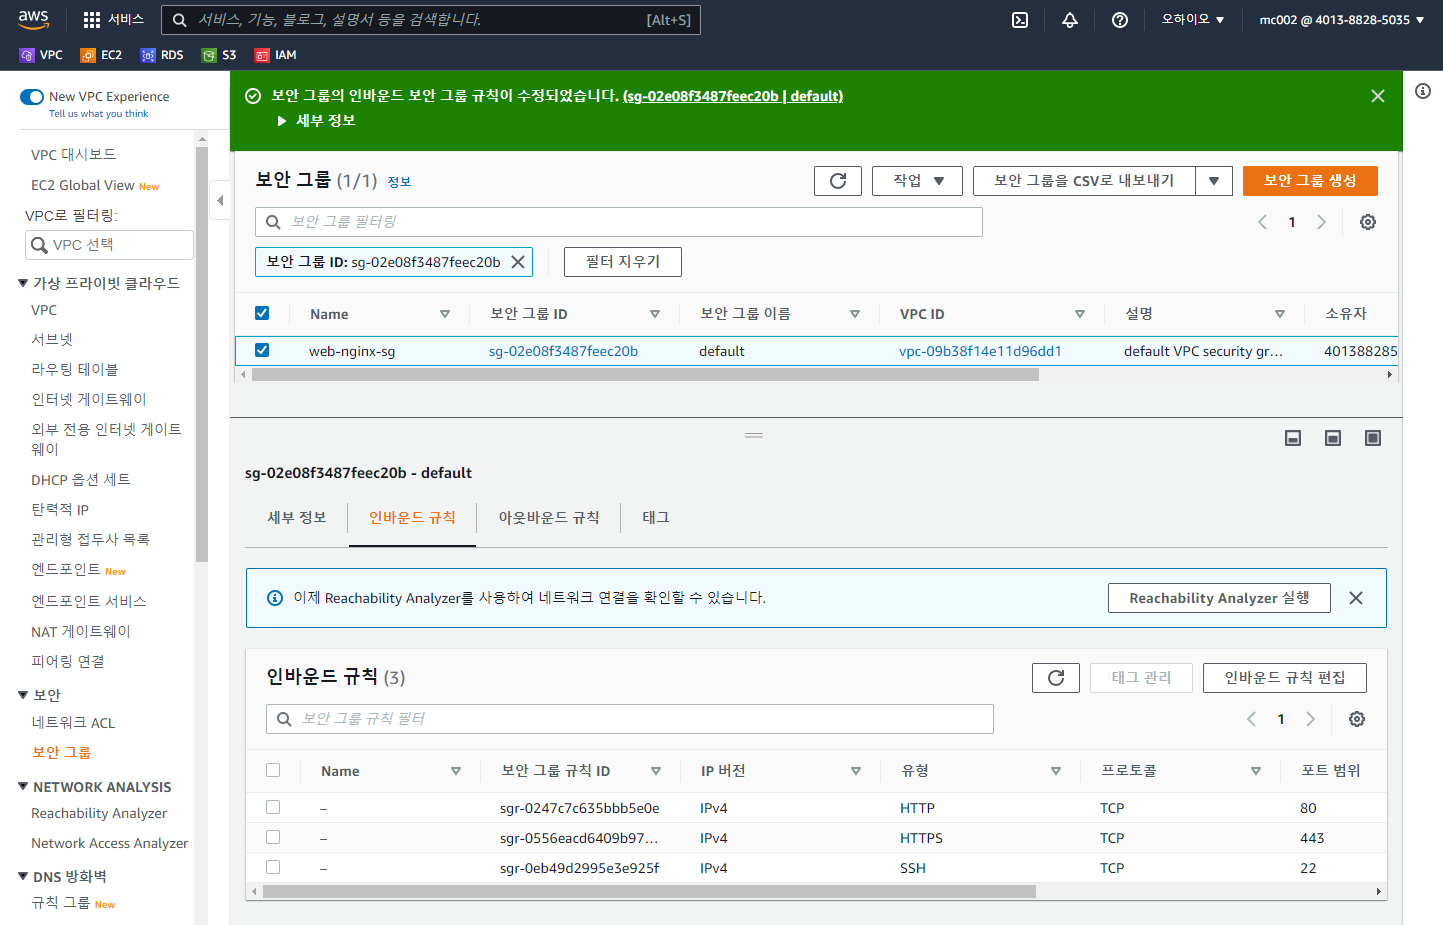 aws
서비스
서비스, 기능, 블로그, 설명서 등을 검색합니다.
[Alt+S]
오하이오 ▼
mc002 @ 4013-8828-5035 ▼
VPC
EC2
RDS
S3
IAM
New VPC Experience
Tell us what you think
VPC 대시보드
EC2 Global View New
VPC로 필터링:
VPC 선택
가상 프라이빗 클라우드
VPC
서브넷
라우팅 테이블
인터넷 게이트웨이
외부 전용 인터넷 게이트
웨이
DHCP 옵션 세트
탄력적 IP
관리형 접두사 목록
엔드포인트 New
엔드포인트 서비스
NAT 게이트웨이
피어링 연결
보안
네트워크 ACL
보안 그룹
NETWORK ANALYSIS
Reachability Analyzer
Network Access Analyzer
DNS 방화벽
규칙 그룹 New
보안 그룹의 인바운드 보안 그룹 규칙이 수정되었습니다. (sg-02e08f3487feec20b | default)
▶ 세부 정보
보안 그룹 (1/1) 정보
작업 ▼
보안 그룹을 CSV로 내보내기
보안 그룹 생성
보안 그룹 필터링
1
보안 그룹 ID: sg-02e08f3487feec20b
필터 지우기
Name 보안 그룹 ID 보안 그룹 이름 VPC ID 설명 소유자
web-nginx-sg sg-02e08f3487feec20b default vpc-09b38f14e11d96dd1 default VPC security gr... 401388285
sg-02e08f3487feec20b - default
세부 정보
인바운드 규칙
아웃바운드 규칙
태그
이제 Reachability Analyzer를 사용하여 네트워크 연결을 확인할 수 있습니다.
Reachability Analyzer 실행
인바운드 규칙 (3)
태그 관리
인바운드 규칙 편집
보안 그룹 규칙 필터
1
Name 보안 그룹 규칙 ID IP 버전 유형 프로토콜 포트 범위
– sgr-0247c7c635bbb5e0e IPv4 HTTP TCP 80
– sgr-0556eacd6409b97... IPv4 HTTPS TCP 443
– sgr-0eb49d2995e3e925f IPv4 SSH TCP 22